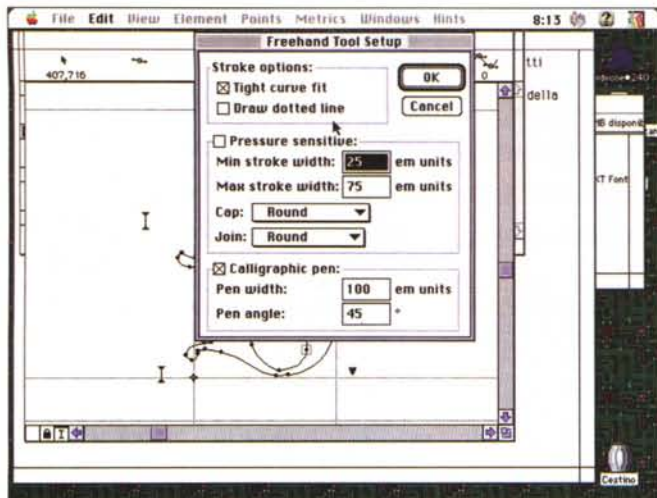 File Edit View Element Points Metrics Windows Hints 8:13
Freehand Tool Setup
407,716
0
tti
della
Stroke options:
Tight curve fit
Draw dotted line
OK
Cancel
Pressure sensitive:
Min stroke width: 25 em units
Max stroke width: 75 em units
Cap: Round
Join: Round
Calligraphic pen:
Pen width: 100 em units
Pen angle: 45 °
MB disponib
KT Font
Cestino